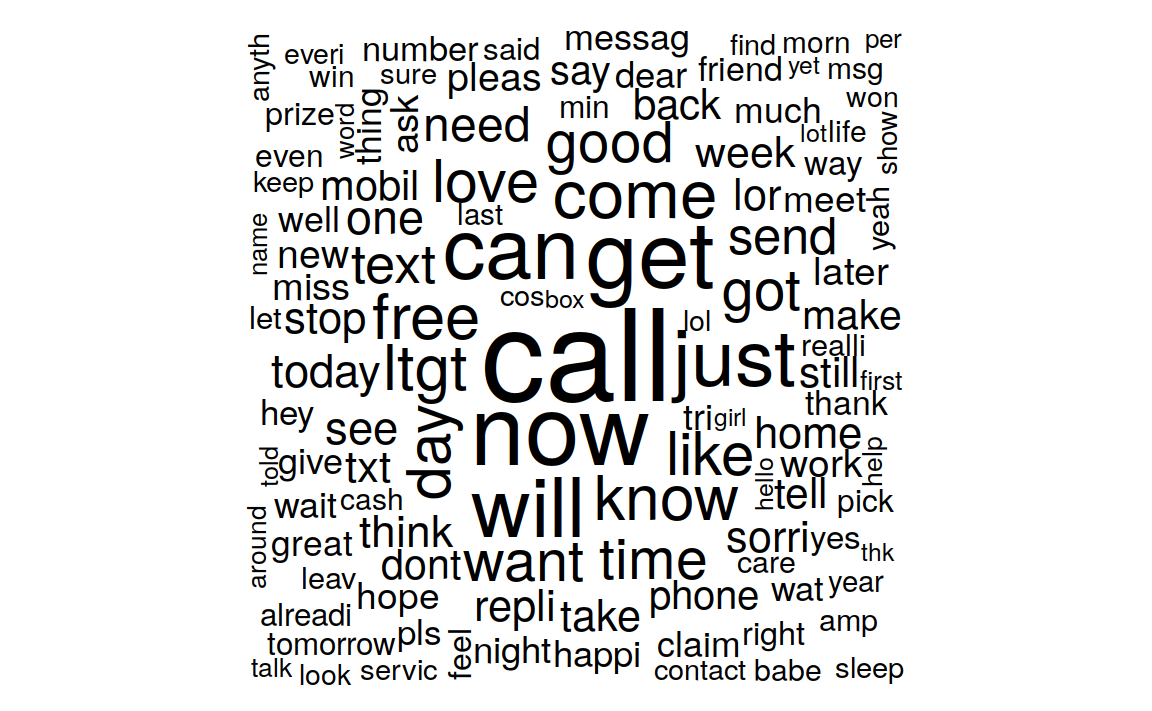 anyth everi number said messag find morn per
win sure pleas say dear friend yet msg
prize word thing ask need min back much won
even good week lot life show
keep mobil love come way
name well one last lor meet yeah
new text can get send later
miss cos box got
let stop free call lol make
today ltgt just realli
still first
hey see day now tri girl thank
told give txt like home
wait cash will know hello work help
around great think tell pick
dont want time sorri yes thk
leav hope care wat year
alreadi repli take phone amp
tomorrow pls feel night happi claim right
talk look servic contact babe sleep